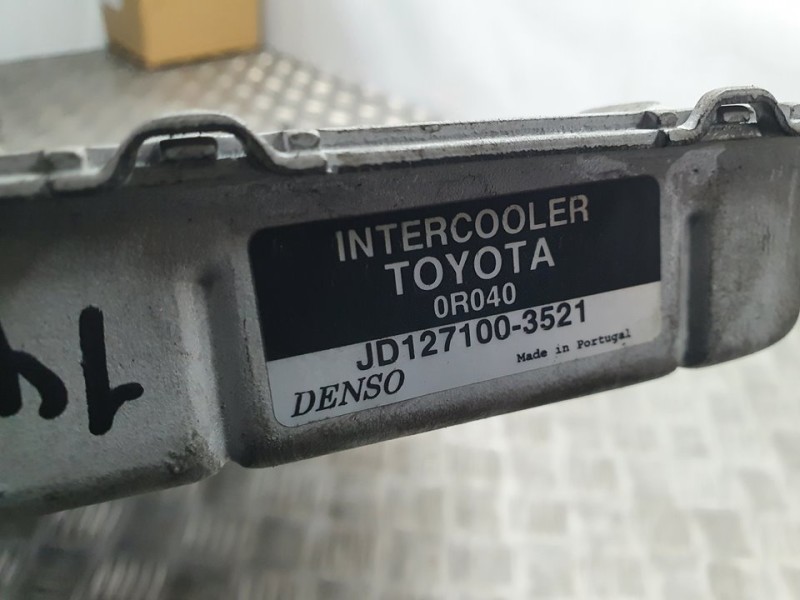 INTERCOOLER
TOYOTA
0R040
JD127100-3521
DENSO Made in Portugal